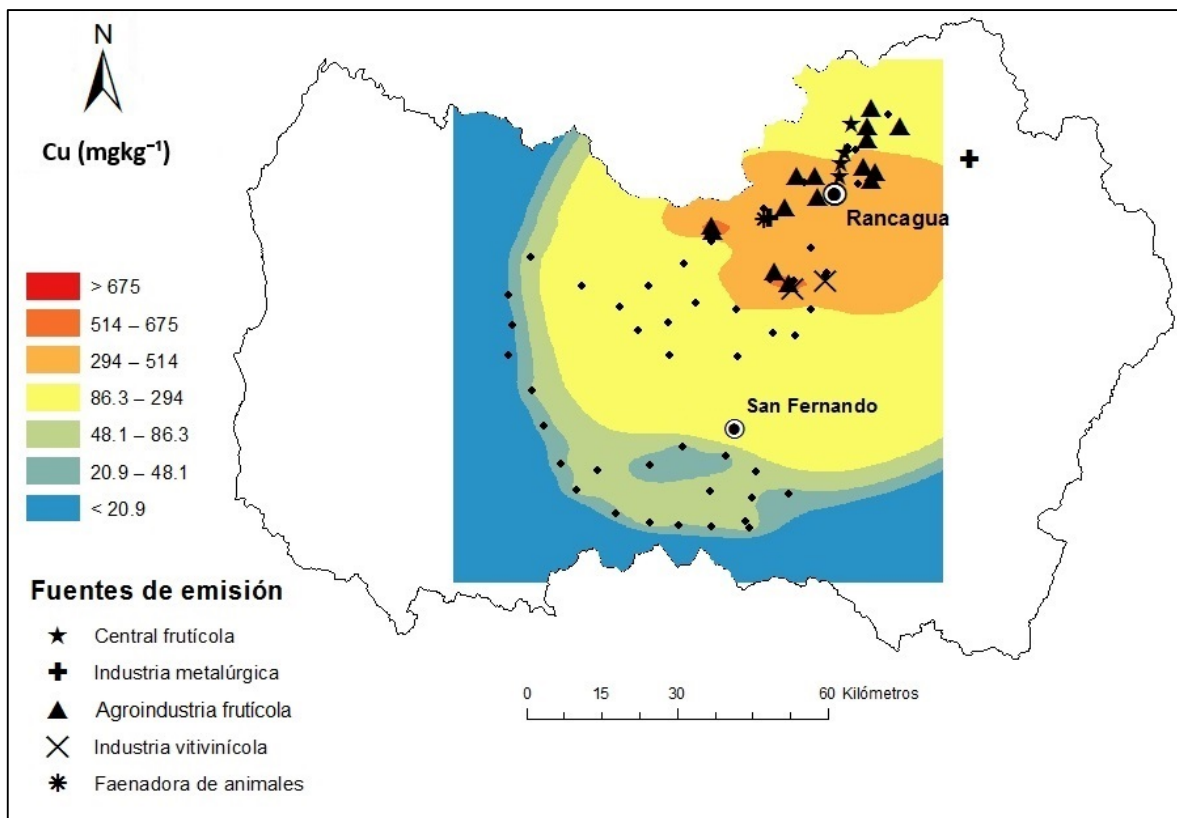 N
Cu (mgkg⁻¹)
> 675
514 – 675
294 – 514
86.3 – 294
48.1 – 86.3
20.9 – 48.1
< 20.9
Rancagua
San Fernando
Fuentes de emisión
Central frutícola
Industria metalúrgica
Agroindustria frutícola
Industria vitivinícola
Faenadora de animales
0 15 30 60 Kilómetros